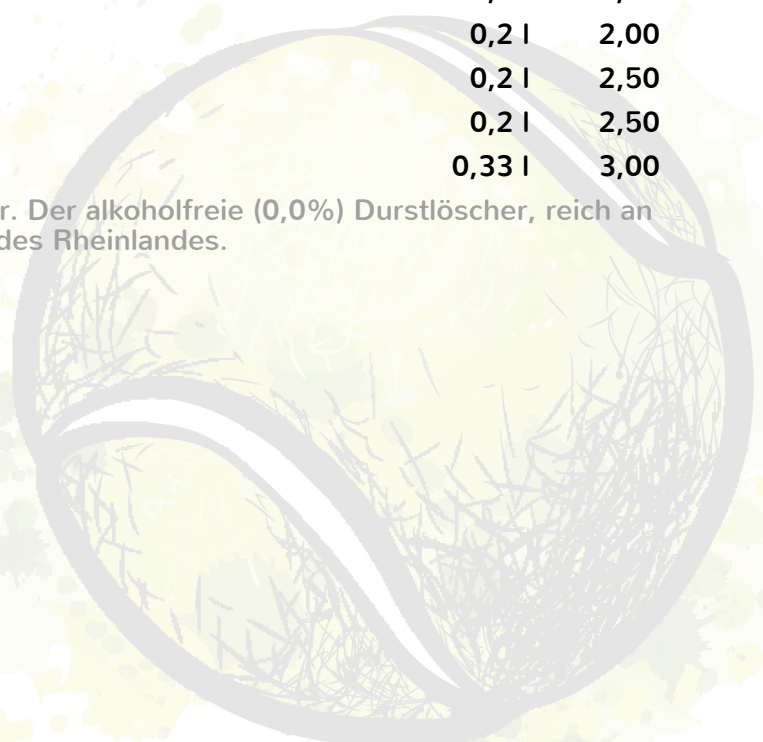 0,2 l 2,00
0,2 l 2,50
0,2 l 2,50
0,33 l 3,00
r. Der alkoholfreie (0,0%) Durstlöscher, reich an
des Rheinlandes.